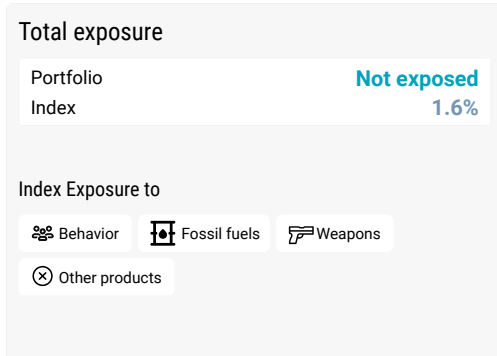 Total exposure
Portfolio Not exposed
Index 1.6%
Index Exposure to
Behavior Fossil fuels Weapons
Other products